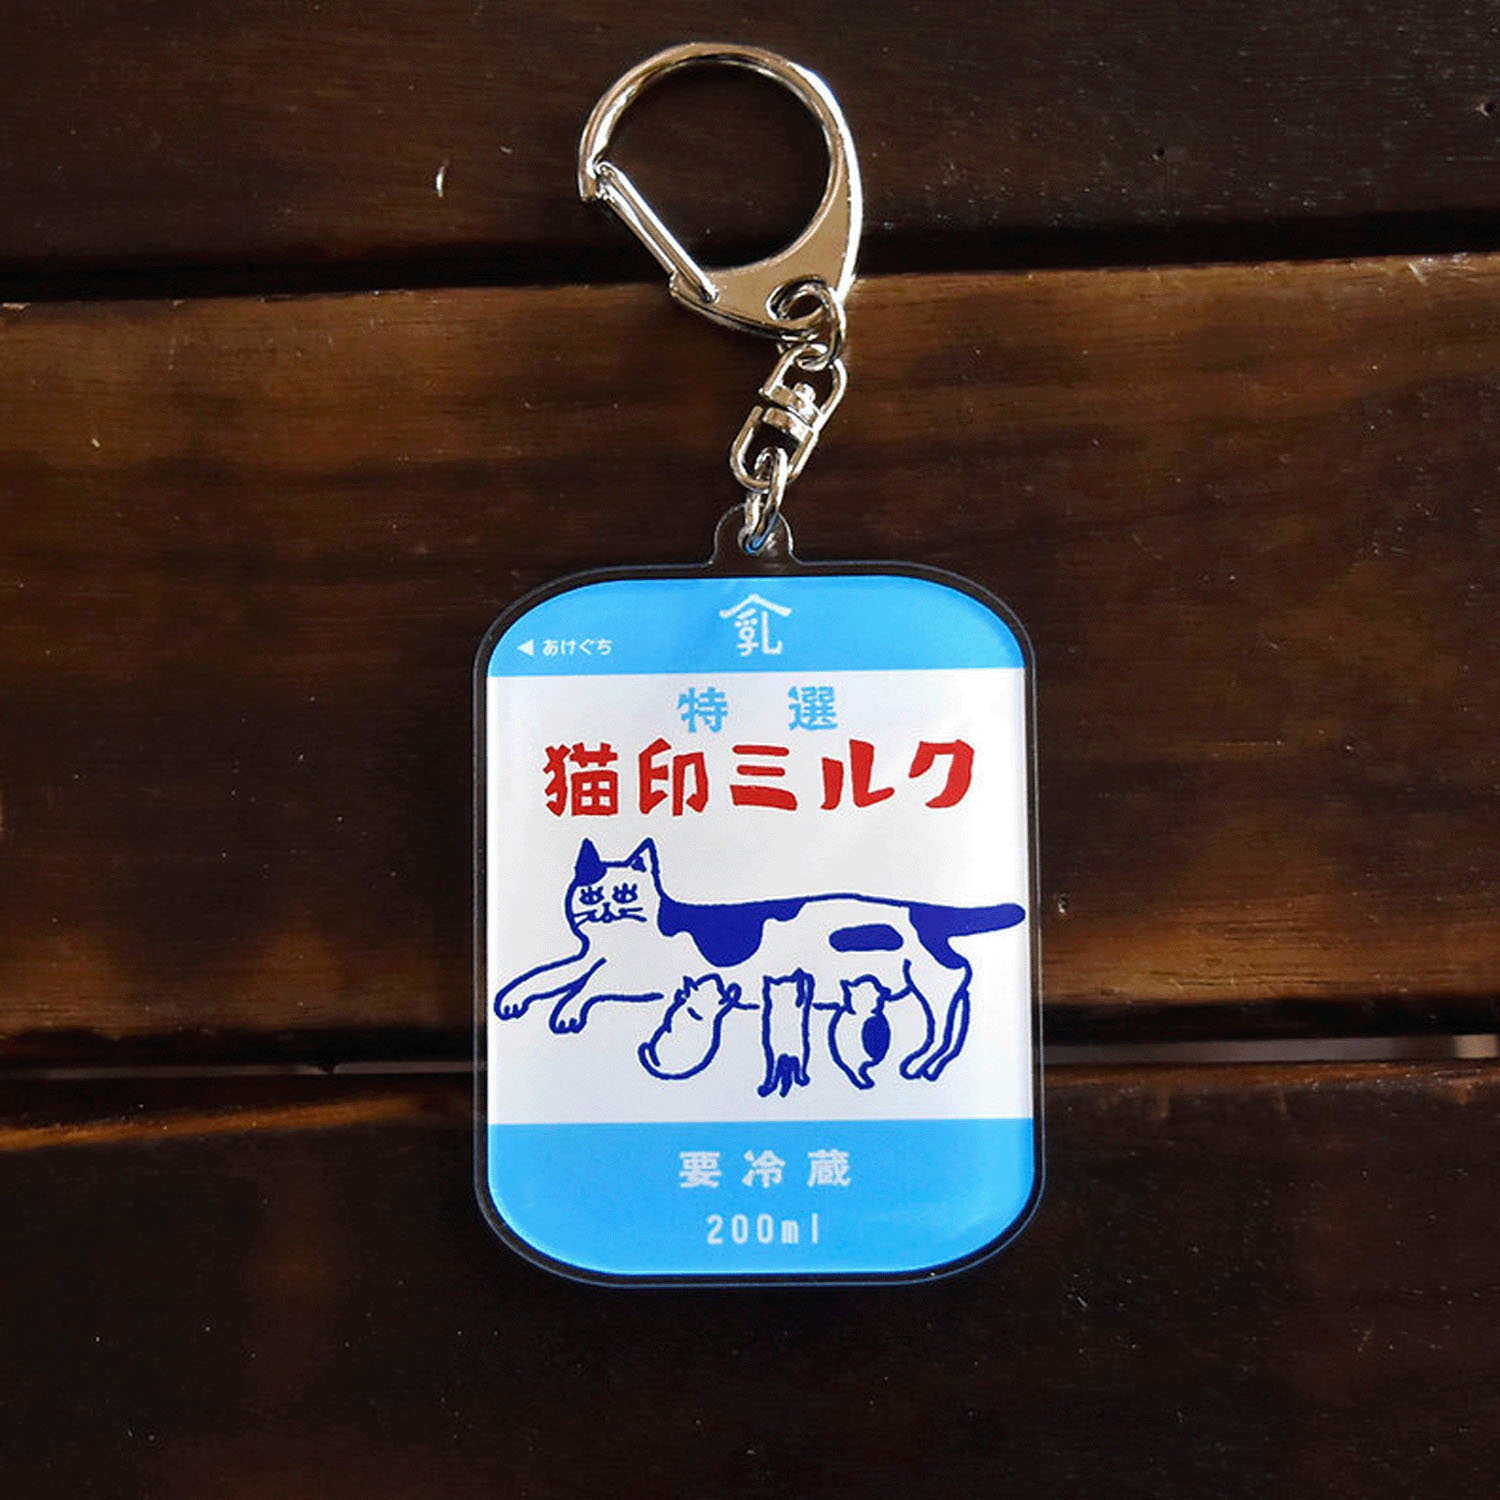 乳
あけぐち
特選
猫印ミルク
要冷蔵
200ml